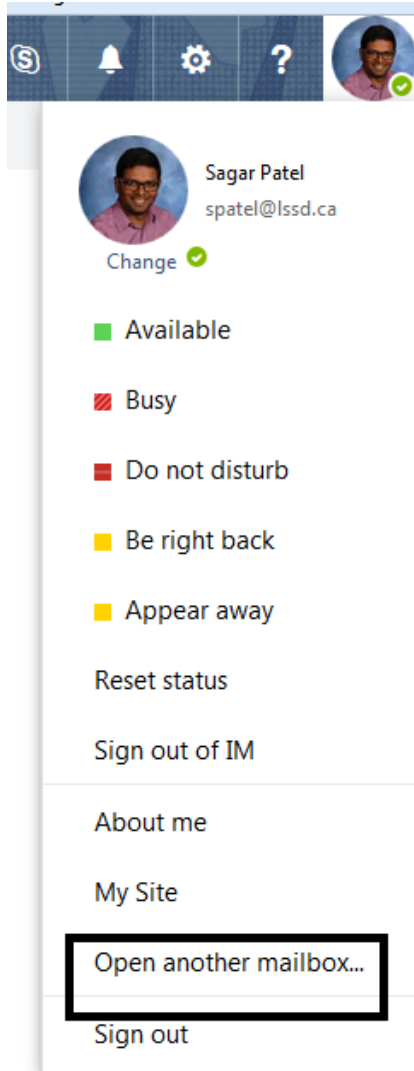 ?
Sagar Patel
spatel@lssd.ca
Change
Available
Busy
Do not disturb
Be right back
Appear away
Reset status
Sign out of IM
About me
My Site
Open another mailbox...
Sign out